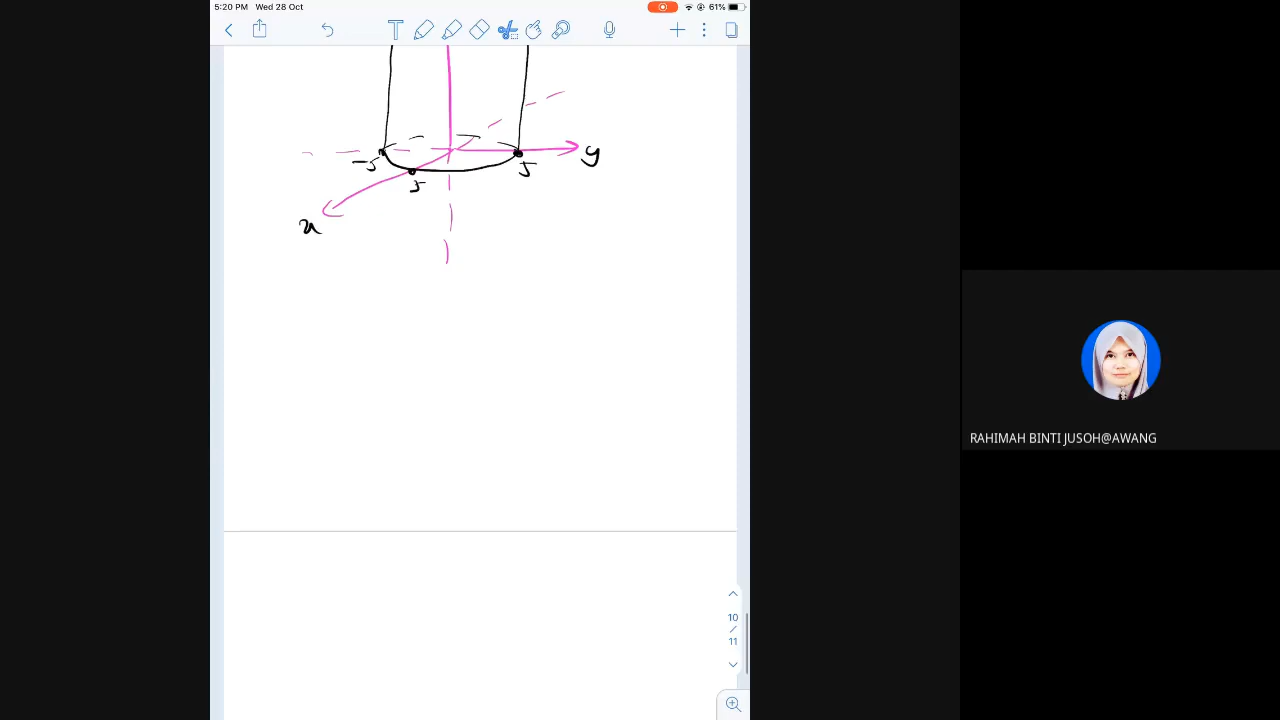 5:20 PM Wed 28 Oct
61%
T
y
-5
5
5
x
10
/
11
RAHIMAH BINTI JUSOH@AWANG